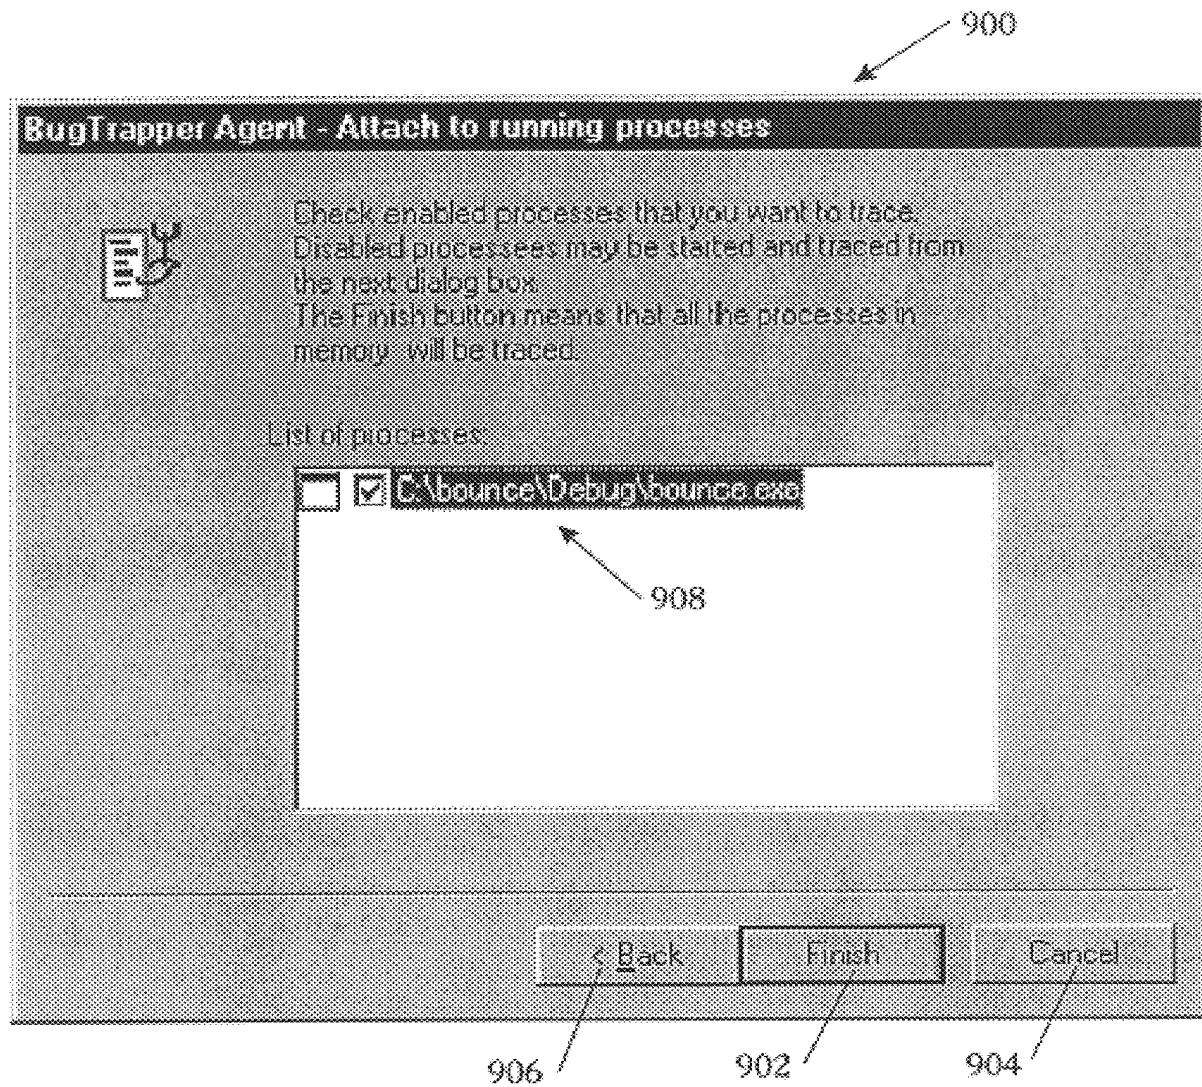 900
BugTrapper Agent - Attach to running processes
Check enabled processes that you want to trace.
Disabled processes may be started and traced from
the next dialog box.
The Finish button means that all the processes in
memory will be traced.
List of processes:
C:\bounce\Debug\bounce.exe
908
< Back Finish Cancel
906 902 904